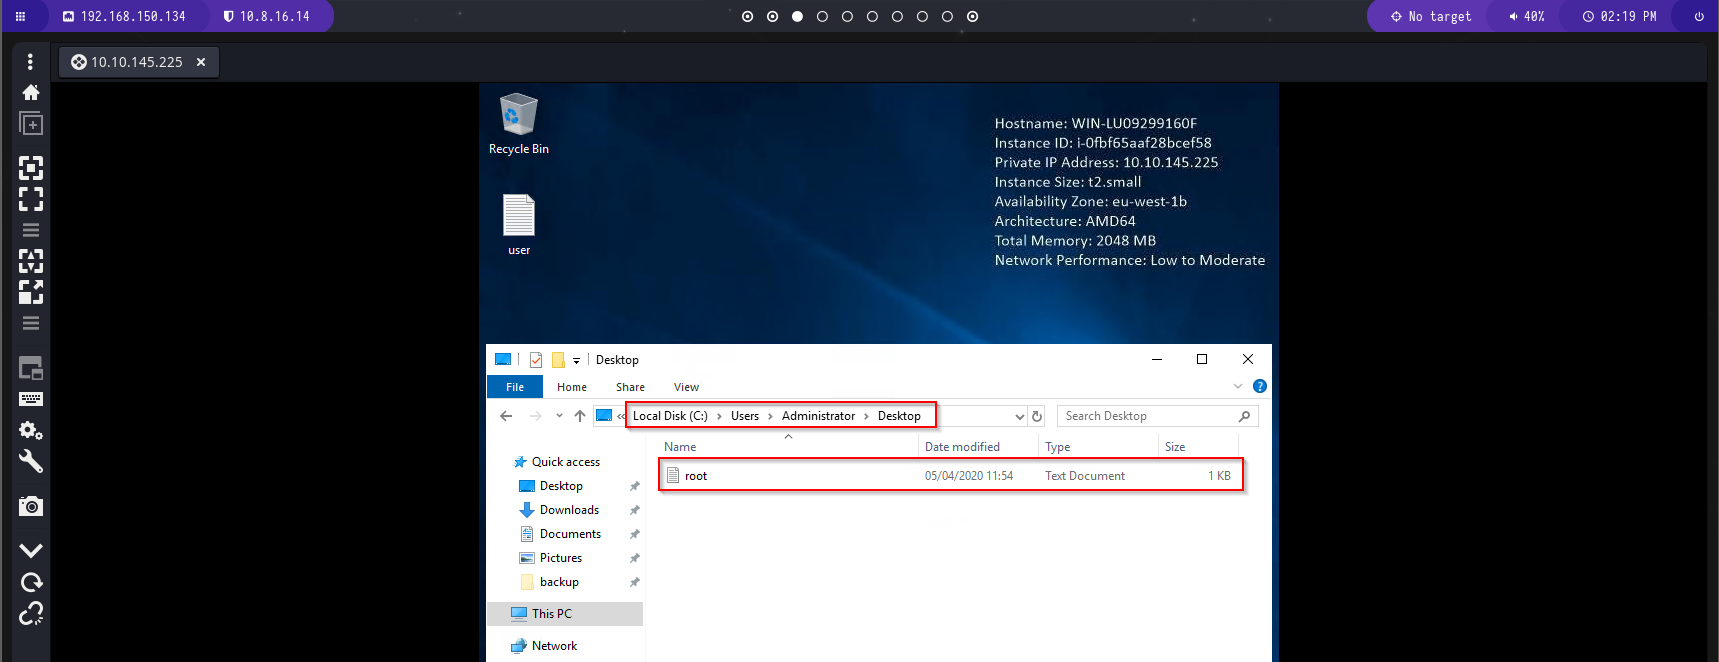 192.168.150.134 10.8.16.14 No target 40% 02:19 PM
10.10.145.225
Recycle Bin
user
Hostname: WIN-LU09299160F
Instance ID: i-0fbf65aaf28bcef58
Private IP Address: 10.10.145.225
Instance Size: t2.small
Availability Zone: eu-west-1b
Architecture: AMD64
Total Memory: 2048 MB
Network Performance: Low to Moderate
Desktop
File Home Share View
« Local Disk (C:) > Users > Administrator > Desktop Search Desktop
Name Date modified Type Size
root 05/04/2020 11:54 Text Document 1 KB
Quick access
Desktop
Downloads
Documents
Pictures
backup
This PC
Network